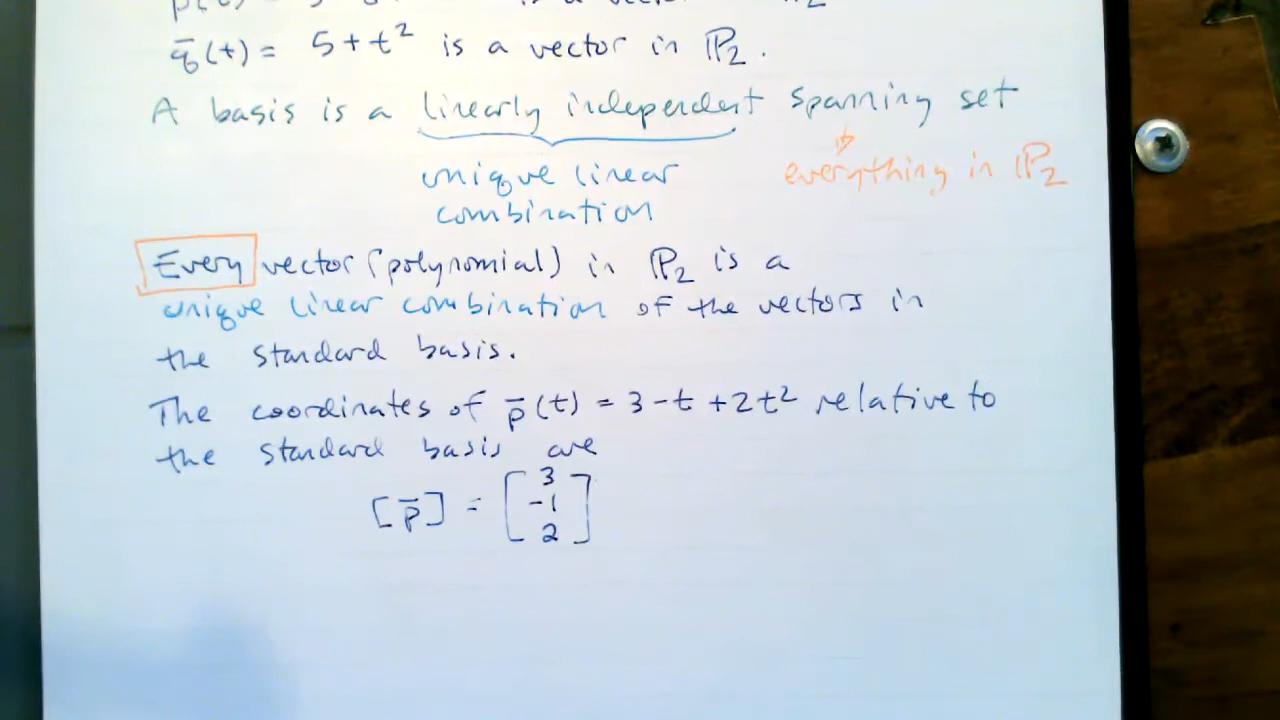 q̄(t) = 5 + t² is a vector in ℙ₂.
A basis is a linearly independent spanning set
unique linear everything in ℙ₂
combination
Every vector (polynomial) in ℙ₂ is a
unique linear combination of the vectors in
the standard basis.
The coordinates of p̄(t) = 3 - t + 2t² relative to
the standard basis are
[p̄] = [3 -1 2]